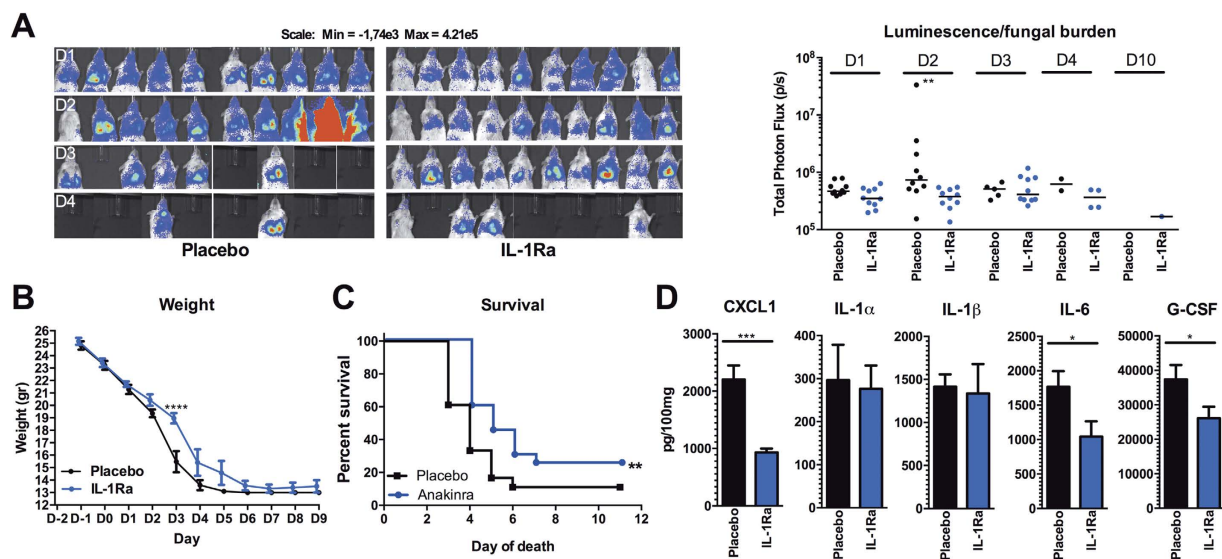 A
Scale: Min = -1,74e3 Max = 4.21e5
D1
D2
D3
D4
Placebo
IL-1Ra
Luminescence/fungal burden
D1 D2 D3 D4 D10
**
Total Photon Flux (p/s)
10^8
10^7
10^6
10^5
Placebo IL-1Ra Placebo IL-1Ra Placebo IL-1Ra Placebo IL-1Ra Placebo IL-1Ra
B
Weight
Weight (gr)
26
25
24
23
22
21
20
19
18
17
16
15
14
13
****
Placebo
IL-1Ra
D-2 D-1 D0 D1 D2 D3 D4 D5 D6 D7 D8 D9
Day
C
Survival
Percent survival
100
80
60
40
20
0
**
Placebo
Anakinra
0 2 4 6 8 10 12
Day of death
D
pg/100mg
CXCL1
***
3000
2000
1000
0
Placebo IL-1Ra
IL-1α
400
300
200
100
0
Placebo IL-1Ra
IL-1β
2000
1500
1000
500
0
Placebo IL-1Ra
IL-6
*
2500
2000
1500
1000
500
0
Placebo IL-1Ra
G-CSF
*
50000
40000
30000
20000
10000
0
Placebo IL-1Ra